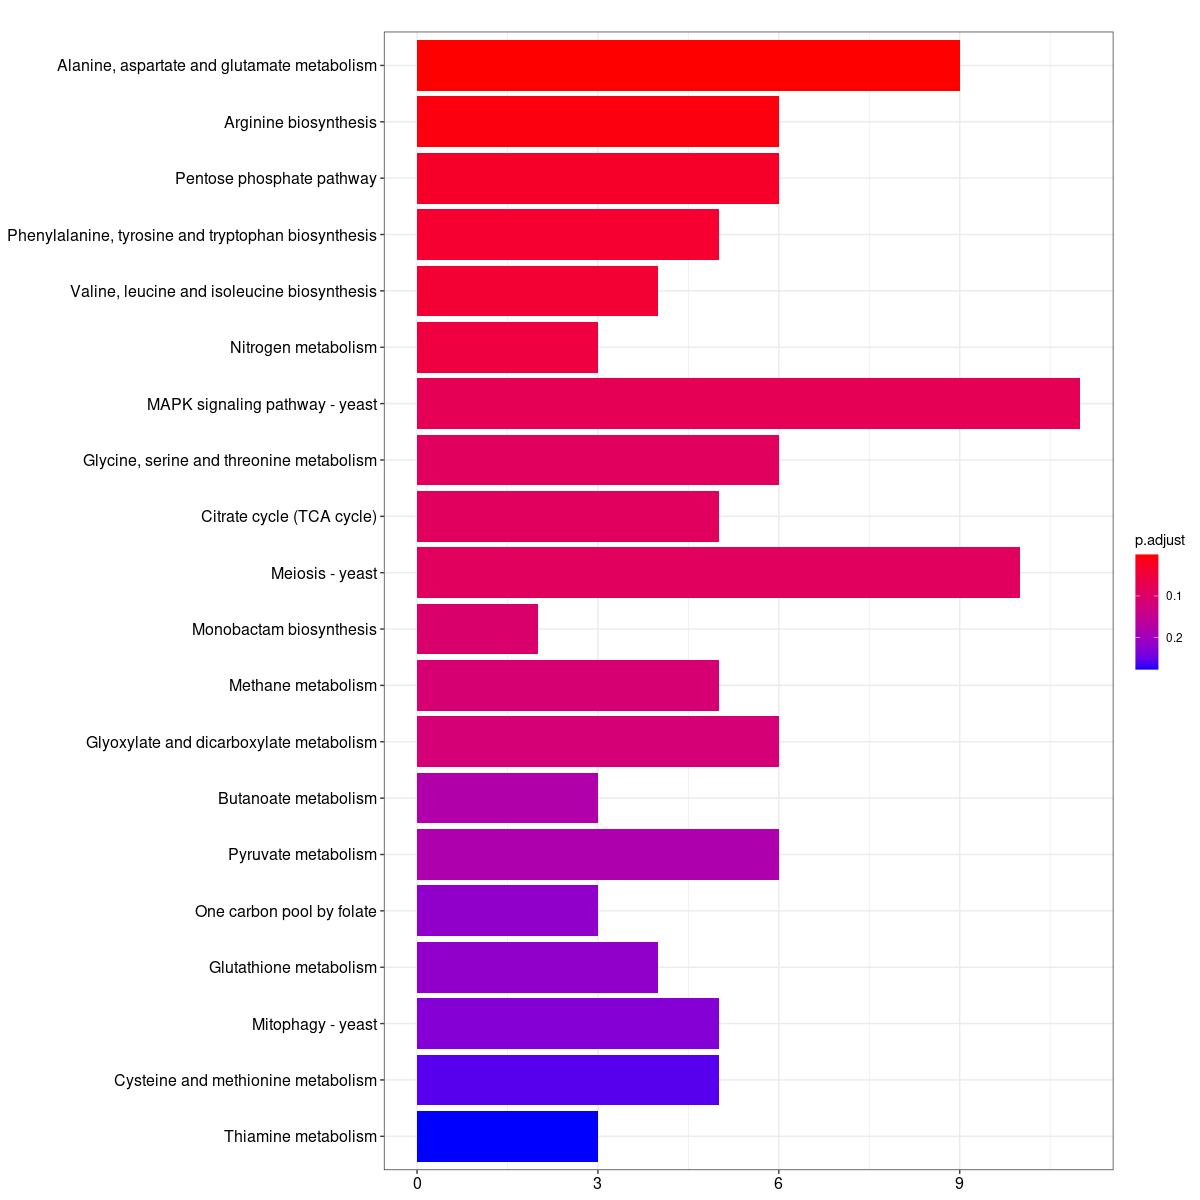 Alanine, aspartate and glutamate metabolism
Arginine biosynthesis
Pentose phosphate pathway
Phenylalanine, tyrosine and tryptophan biosynthesis
Valine, leucine and isoleucine biosynthesis
Nitrogen metabolism
MAPK signaling pathway - yeast
Glycine, serine and threonine metabolism
Citrate cycle (TCA cycle)
Meiosis - yeast
Monobactam biosynthesis
Methane metabolism
Glyoxylate and dicarboxylate metabolism
Butanoate metabolism
Pyruvate metabolism
One carbon pool by folate
Glutathione metabolism
Mitophagy - yeast
Cysteine and methionine metabolism
Thiamine metabolism
0 3 6 9
p.adjust
0.1
0.2